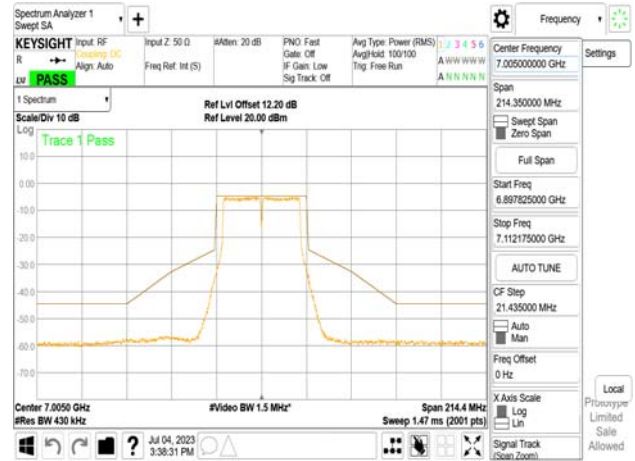 Spectrum Analyzer 1
Swept SA
+
Frequency
KEYSIGHT
R
LV PASS
Input: RF
Coupling: DC
Align: Auto
Input Z: 50 Ω
Freq Ref: Int (S)
#Atten: 20 dB
PNO: Fast
Gate: Off
IF Gain: Low
Sig Track: Off
Avg Type: Power (RMS)
Avg|Hold: 100/100
Trig: Free Run
1 2 3 4 5 6
A W W W W W
A N N N N N
1 Spectrum
Scale/Div 10 dB
Ref Lvl Offset 12.20 dB
Ref Level 20.00 dBm
Log
Trace 1 Pass
10.0
0.00
-10.0
-20.0
-30.0
-40.0
-50.0
-60.0
-70.0
Center 7.0050 GHz
#Res BW 430 kHz
#Video BW 1.5 MHz*
Span 214.4 MHz
Sweep 1.47 ms (2001 pts)
Jul 04, 2023
3:38:31 PM
Center Frequency
7.005000000 GHz
Settings
Span
214.350000 MHz
Swept Span
Zero Span
Full Span
Start Freq
6.897825000 GHz
Stop Freq
7.112175000 GHz
AUTO TUNE
CF Step
21.435000 MHz
Auto
Man
Freq Offset
0 Hz
X Axis Scale
Log
Lin
Signal Track
(Span Zoom)
Local
Prototype
Limited
Sale
Allowed